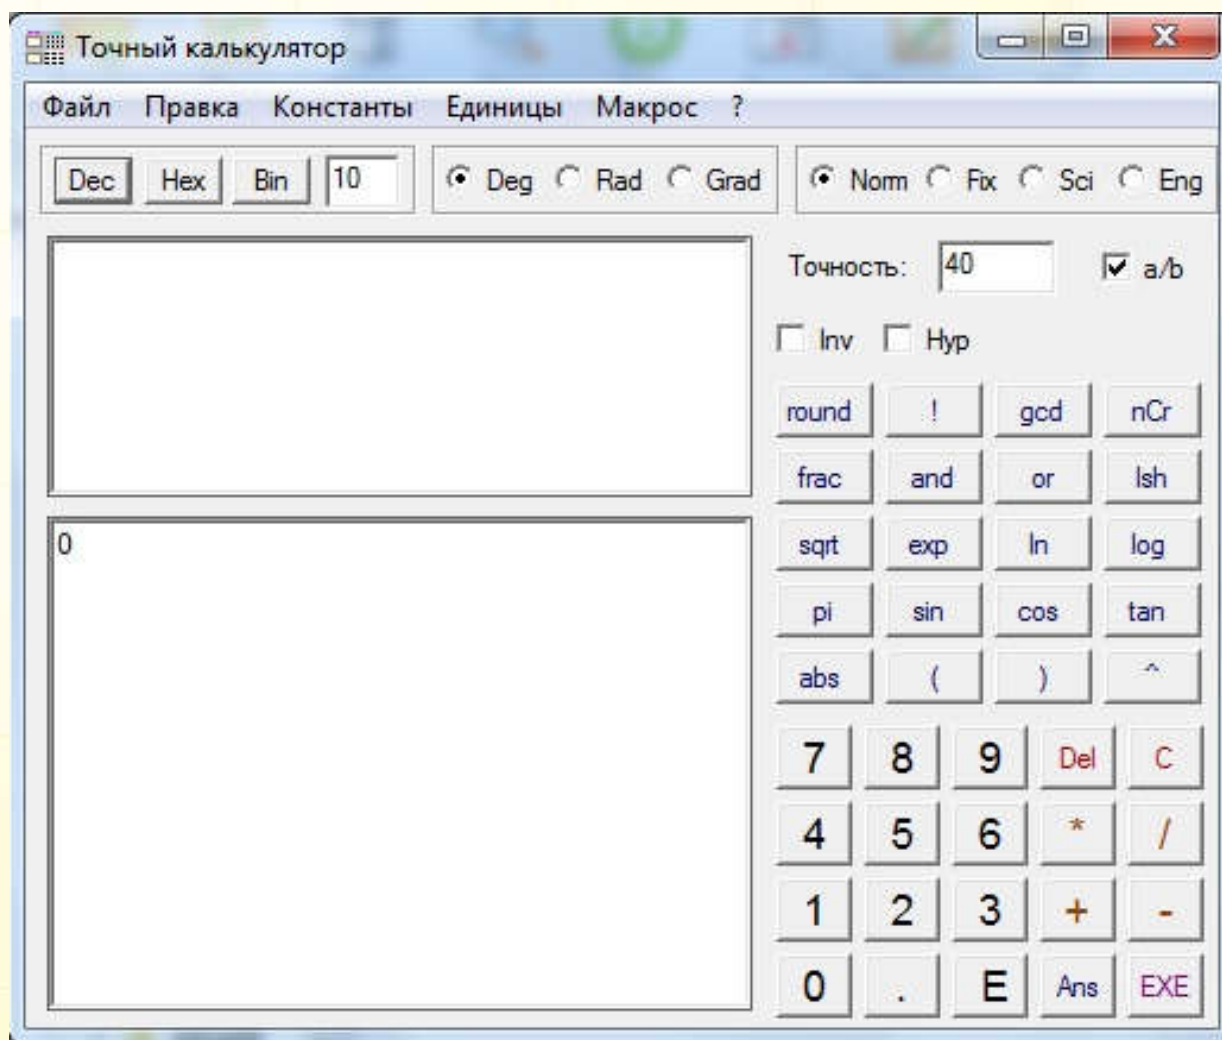 Точный калькулятор
Файл Правка Константы Единицы Макрос ?
Dec Hex Bin 10 Deg Rad Grad Norm Fix Sci Eng
Точность: 40 a/b
Inv Hyp
round ! gcd nCr
frac and or lsh
0
sqrt exp ln log
pi sin cos tan
abs ( ) ^
7 8 9 Del C
4 5 6 * /
1 2 3 + -
0 . E Ans EXE